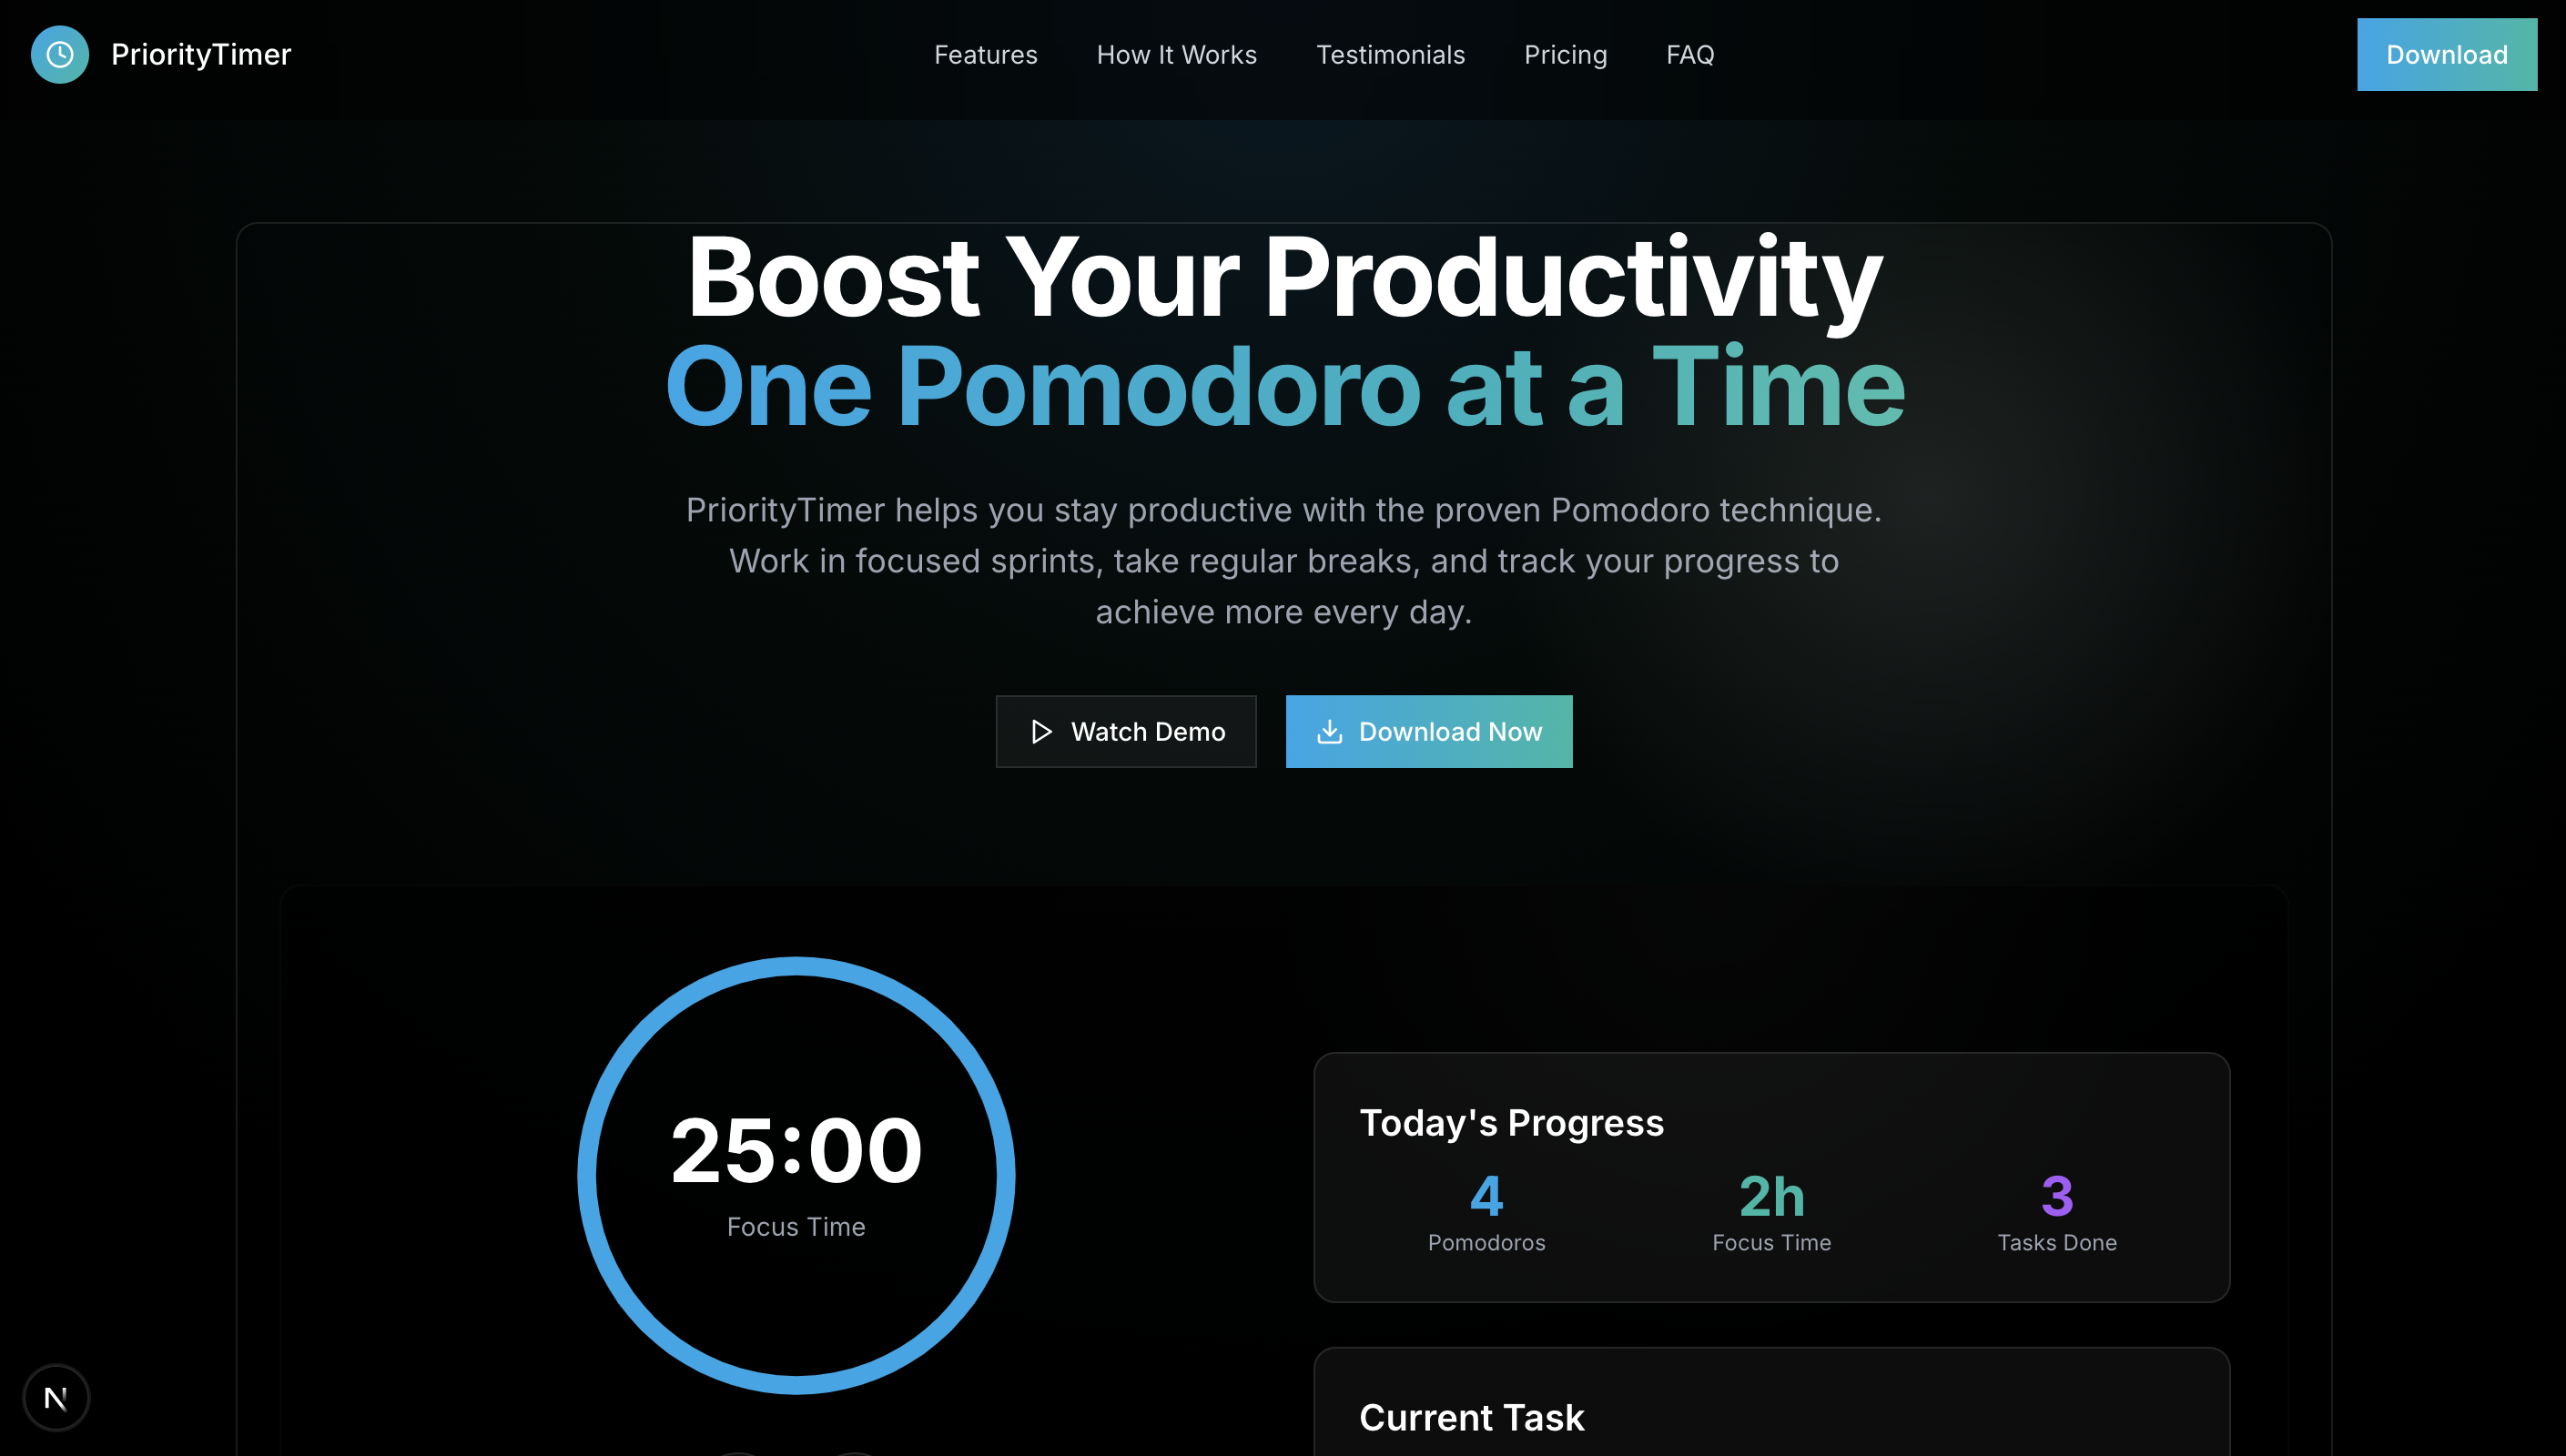 PriorityTimer
Features
How It Works
Testimonials
Pricing
FAQ
Download
Boost Your Productivity
One Pomodoro at a Time
PriorityTimer helps you stay productive with the proven Pomodoro technique.
Work in focused sprints, take regular breaks, and track your progress to
achieve more every day.
Watch Demo
Download Now
25:00
Focus Time
Today's Progress
4
Pomodoros
2h
Focus Time
3
Tasks Done
Current Task
N